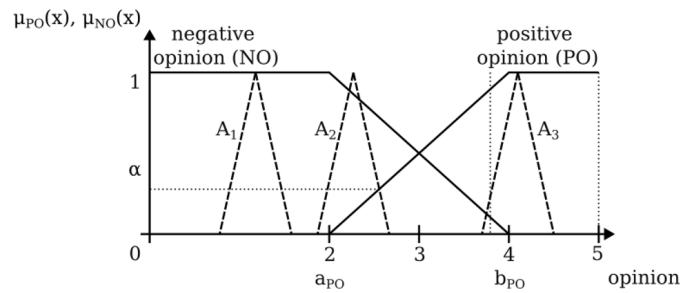 μPO(x), μNO(x)
negative
opinion (NO)
positive
opinion (PO)
1
A1
A2
A3
α
0
2
3
4
5
aPO
bPO
opinion